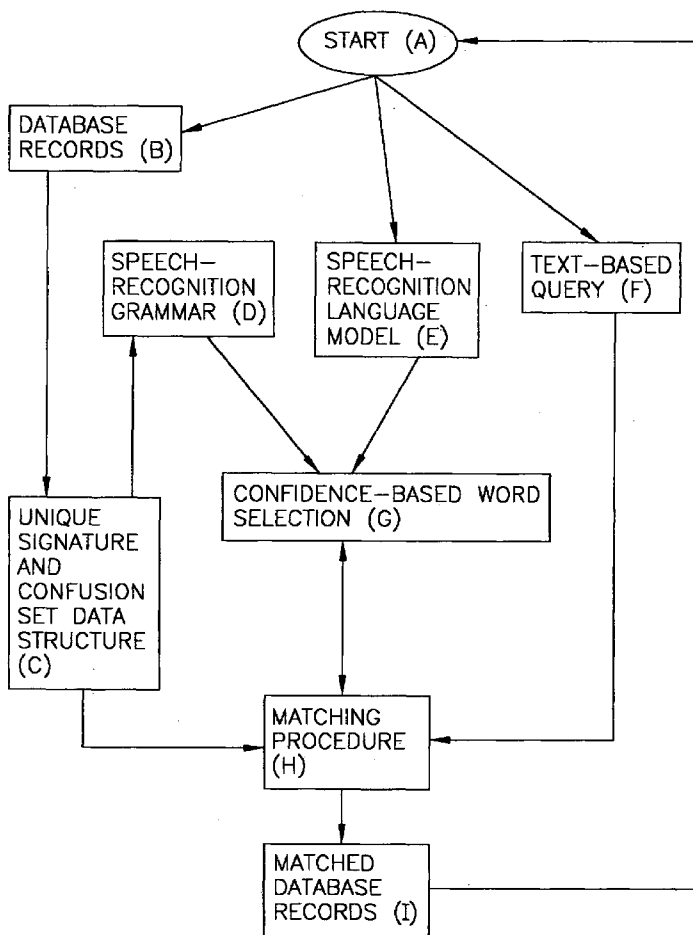 START (A)
DATABASE
RECORDS (B)
SPEECH–
RECOGNITION
GRAMMAR (D)
SPEECH–
RECOGNITION
LANGUAGE
MODEL (E)
TEXT–BASED
QUERY (F)
CONFIDENCE–BASED WORD
SELECTION (G)
UNIQUE
SIGNATURE
AND
CONFUSION
SET DATA
STRUCTURE
(C)
MATCHING
PROCEDURE
(H)
MATCHED
DATABASE
RECORDS (I)